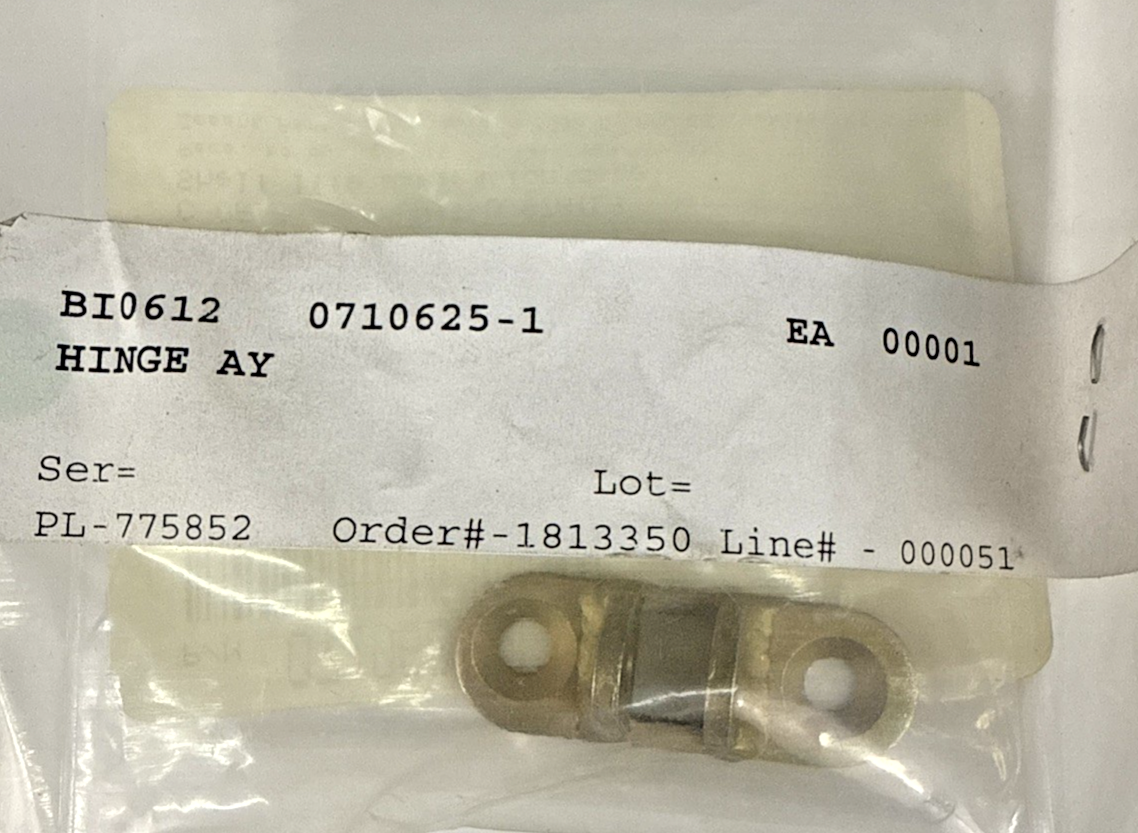 BI0612 0710625-1 EA 00001
HINGE AY
Ser= Lot=
PL-775852 Order#-1813350 Line# - 000051
P/N